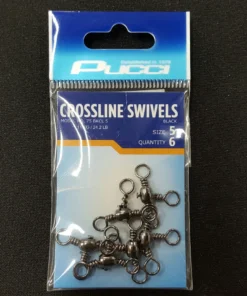 Pucci
CROSSLINE SWIVELS
BLACK
SIZE: 5
QUANTITY: 6